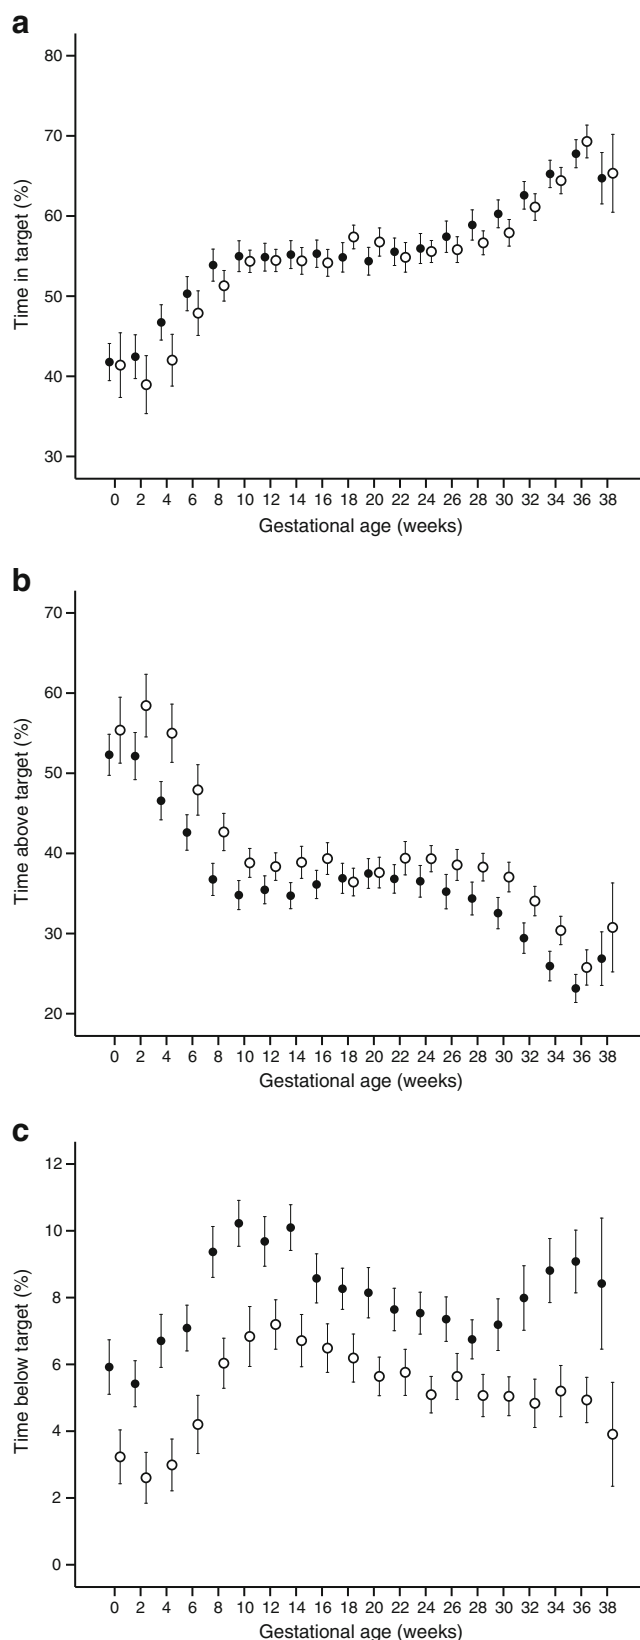 a
80
70
60
50
40
30
Time in target (%)
0 2 4 6 8 10 12 14 16 18 20 22 24 26 28 30 32 34 36 38
Gestational age (weeks)
b
70
60
50
40
30
20
Time above target (%)
0 2 4 6 8 10 12 14 16 18 20 22 24 26 28 30 32 34 36 38
Gestational age (weeks)
c
12
10
8
6
4
2
0
Time below target (%)
0 2 4 6 8 10 12 14 16 18 20 22 24 26 28 30 32 34 36 38
Gestational age (weeks)